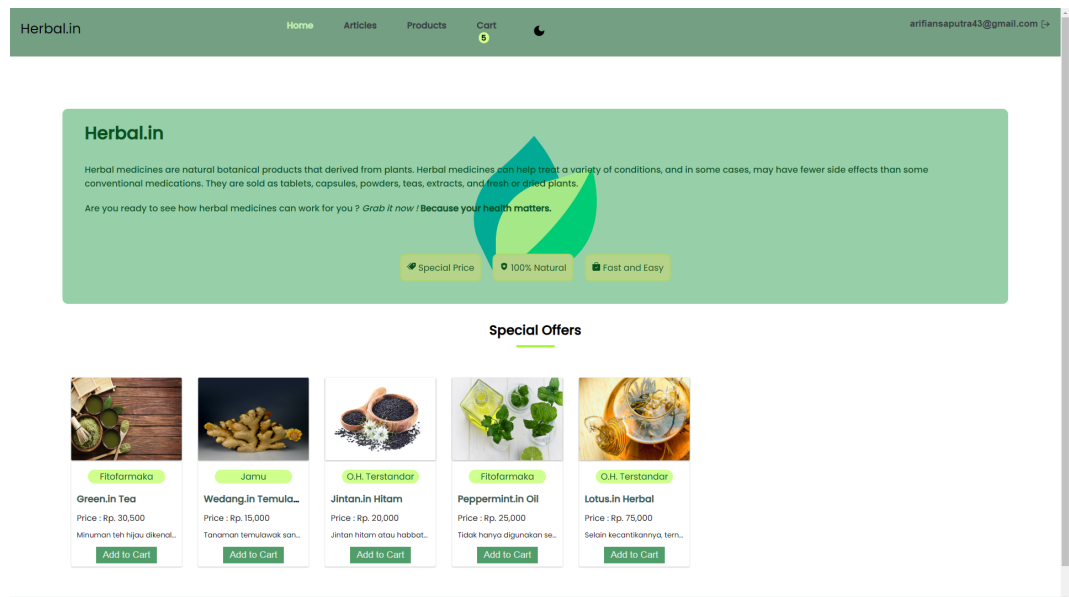 Herbal.in
Home Articles Products Cart
5
arifiansaputra43@gmail.com
Herbal.in
Herbal medicines are natural botanical products that derived from plants. Herbal medicines can help treat a variety of conditions, and in some cases, may have fewer side effects than some
conventional medications. They are sold as tablets, capsules, powders, teas, extracts, and fresh or dried plants.
Are you ready to see how herbal medicines can work for you ? Grab it now ! Because your health matters.
Special Price 100% Natural Fast and Easy
Special Offers
Fitofarmaka Jamu O.H. Terstandar Fitofarmaka O.H. Terstandar
Green.in Tea Wedang.in Temula... Jintan.in Hitam Peppermint.in Oil Lotus.in Herbal
Price : Rp. 30,500 Price : Rp. 15,000 Price : Rp. 20,000 Price : Rp. 25,000 Price : Rp. 75,000
Minuman teh hijau dikenal... Tanaman temulawak san... Jintan hitam atau habbat... Tidak hanya digunakan se... Selain kecantikannya, tern...
Add to Cart Add to Cart Add to Cart Add to Cart Add to Cart